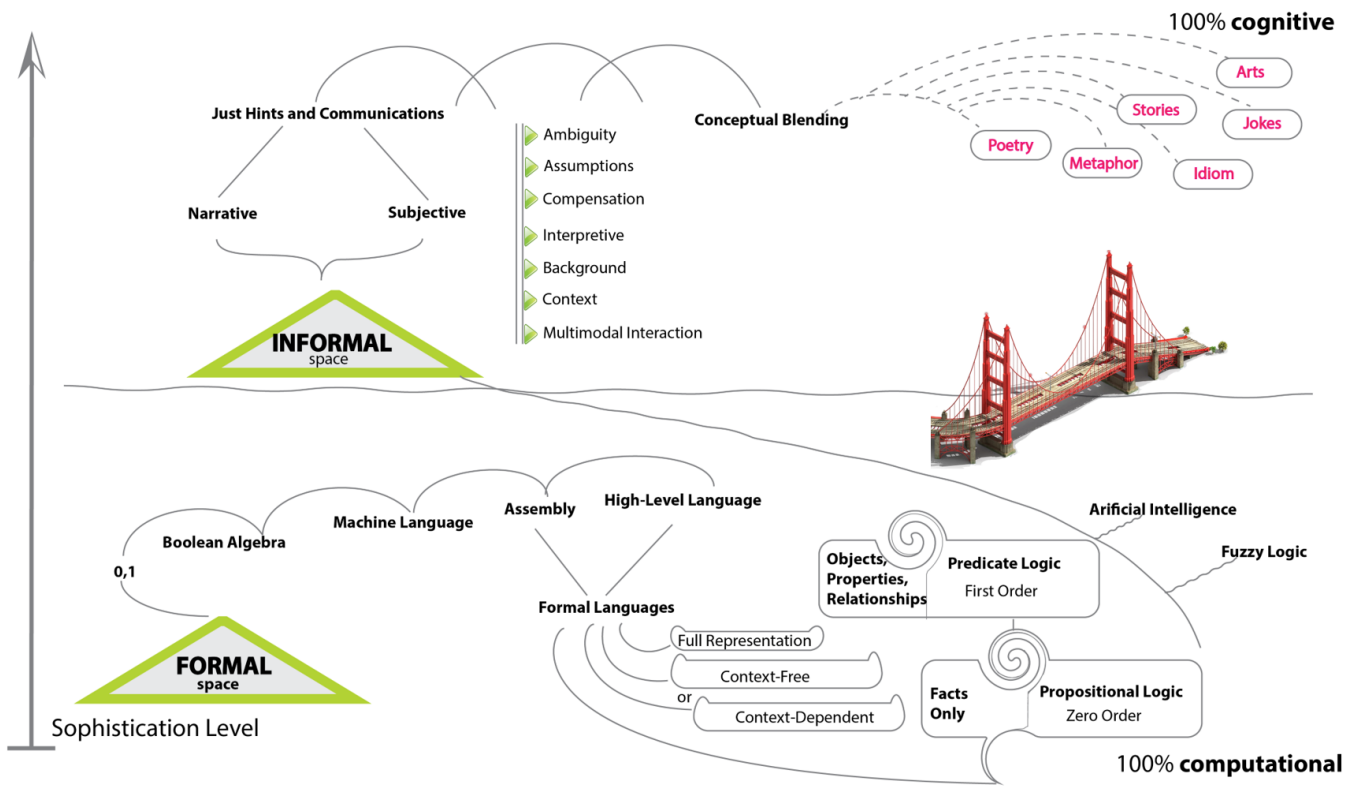 100% cognitive
Arts
Stories
Jokes
Just Hints and Communications
Conceptual Blending
Poetry
Metaphor
Idiom
Ambiguity
Assumptions
Compensation
Interpretive
Background
Context
Multimodal Interaction
Narrative
Subjective
INFORMAL
space
High-Level Language
Assembly
Machine Language
Boolean Algebra
0,1
Arificial Intelligence
Fuzzy Logic
Objects,
Properties,
Relationships
Predicate Logic
First Order
Formal Languages
Full Representation
Context-Free
or
Context-Dependent
FORMAL
space
Facts
Only
Propositional Logic
Zero Order
Sophistication Level
100% computational